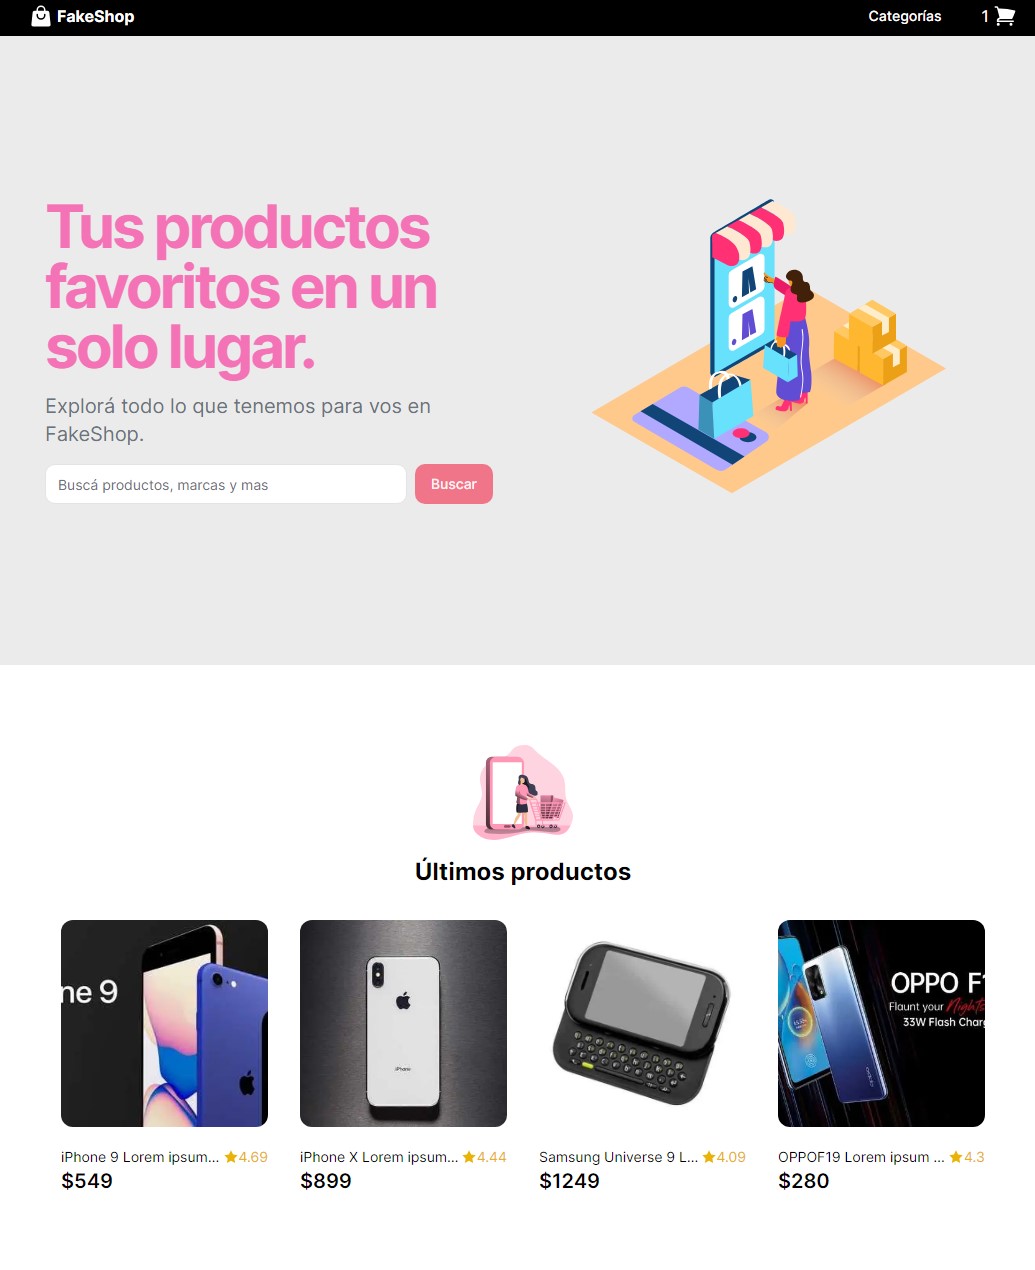 FakeShop
Categorías
1
Tus productos
favoritos en un
solo lugar.
Explorá todo lo que tenemos para vos en
FakeShop.
Buscá productos, marcas y mas
Buscar
Últimos productos
ne 9
iPhone
OPPO F1
Flaunt your Nights
33W Flash Charg
oppo
iPhone 9 Lorem ipsum... 4.69
$549
iPhone X Lorem ipsum... 4.44
$899
Samsung Universe 9 L... 4.09
$1249
OPPOF19 Lorem ipsum ... 4.3
$280